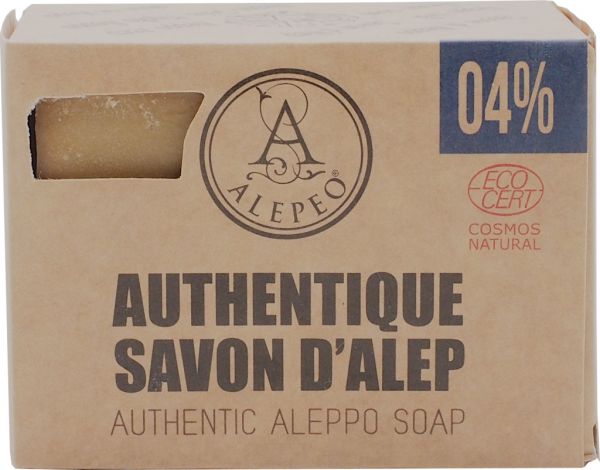 04%
A
ALEPEO®
ECO
CERT
COSMOS
NATURAL
AUTHENTIQUE
SAVON D'ALEP
AUTHENTIC ALEPPO SOAP